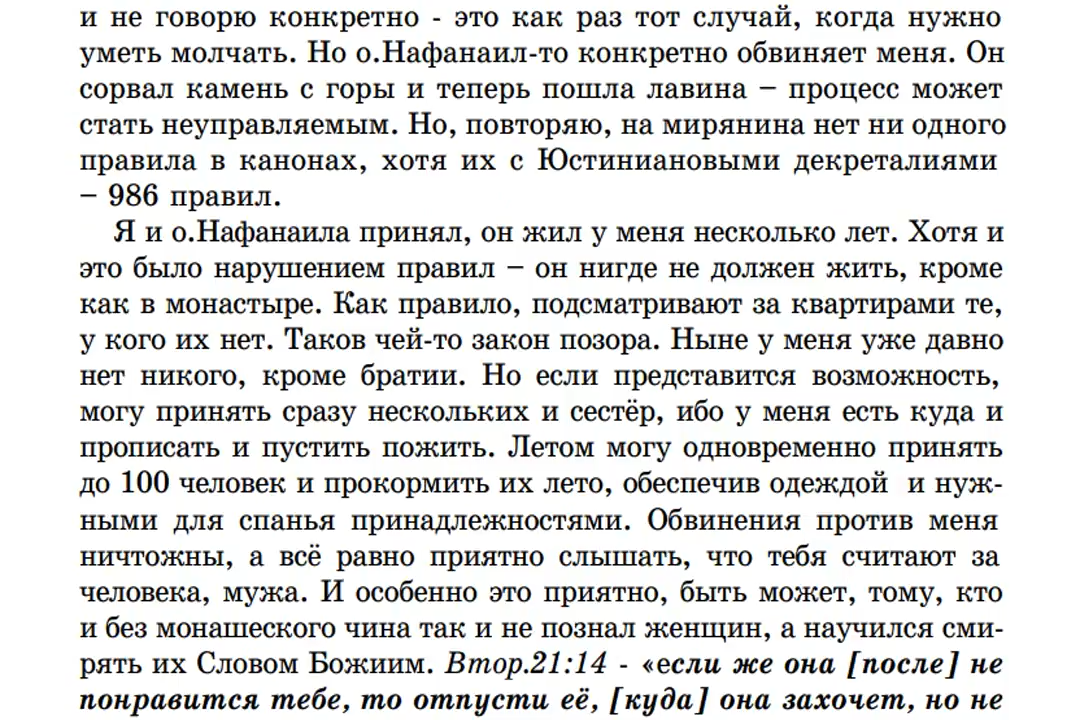 и не говорю конкретно - это как раз тот случай, когда нужно
уметь молчать. Но о.Нафанаил-то конкретно обвиняет меня. Он
сорвал камень с горы и теперь пошла лавина – процесс может
стать неуправляемым. Но, повторяю, на мирянина нет ни одного
правила в канонах, хотя их с Юстиниановыми декреталиями
– 986 правил.
Я и о.Нафанаила принял, он жил у меня несколько лет. Хотя и
это было нарушением правил – он нигде не должен жить, кроме
как в монастыре. Как правило, подсматривают за квартирами те,
у кого их нет. Таков чей-то закон позора. Ныне у меня уже давно
нет никого, кроме братии. Но если представится возможность,
могу принять сразу нескольких и сестёр, ибо у меня есть куда и
прописать и пустить пожить. Летом могу одновременно принять
до 100 человек и прокормить их лето, обеспечив одеждой и нуж-
ными для спанья принадлежностями. Обвинения против меня
ничтожны, а всё равно приятно слышать, что тебя считают за
человека, мужа. И особенно это приятно, быть может, тому, кто
и без монашеского чина так и не познал женщин, а научился сми-
рять их Словом Божиим. Втор.21:14 - «если же она [после] не
понравится тебе, то отпусти её, [куда] она захочет, но не